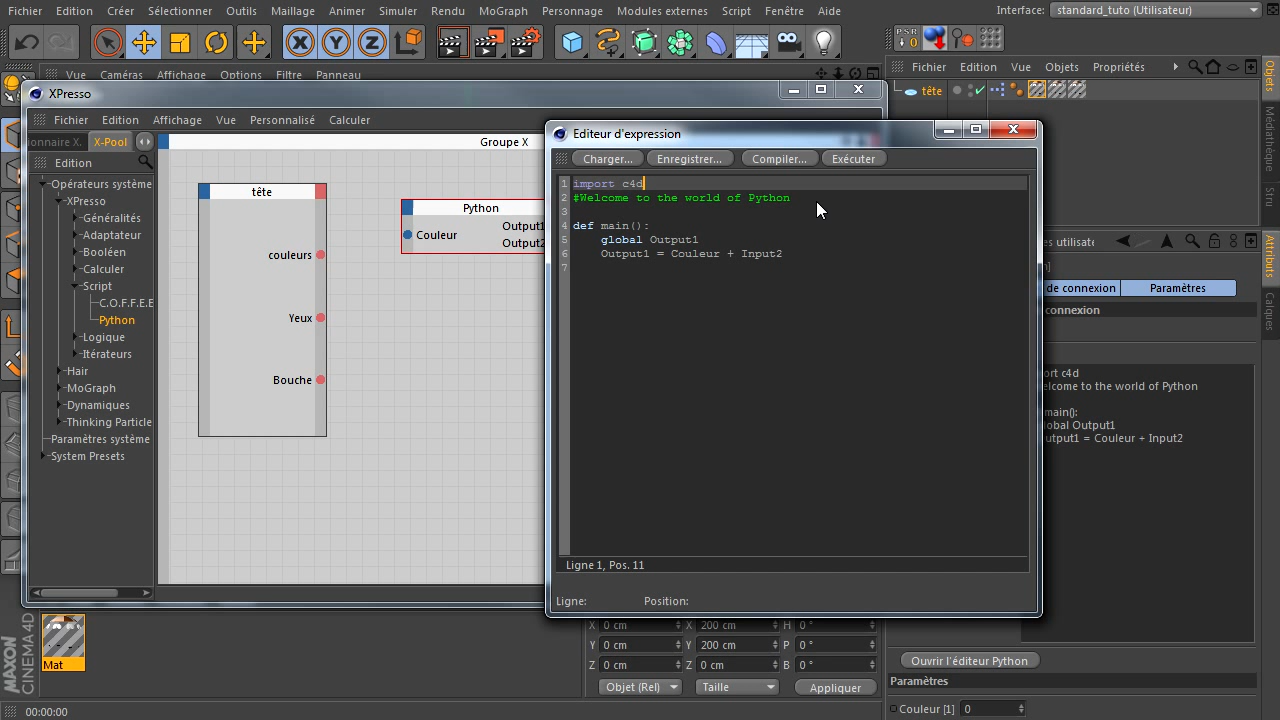 Fichier Edition Créer Sélectionner Outils Maillage Animer Simuler Rendu MoGraph Personnage Modules externes Script Fenêtre Aide
Interface: standard_tuto (Utilisateur)
X Y Z
PSR
0
Vue Caméras Affichage Options Filtre Panneau
Fichier Edition Vue Objets Propriétés
tête
Objets
Médiathèque
Stru
Attributs
Calques
XPresso
Fichier Edition Affichage Vue Personnalisé Calculer
ionnaire X. X-Pool
Edition
Opérateurs système
XPresso
Généralités
Adaptateur
Booléen
Calculer
Script
C.O.F.F.E.E
Python
Logique
Itérateurs
Hair
MoGraph
Dynamiques
Thinking Particle
Paramètres système
System Presets
Groupe X
tête
couleurs
Yeux
Bouche
Python
Couleur
Output1
Output2
Editeur d'expression
Charger... Enregistrer... Compiler... Exécuter
1 import c4d
2 #Welcome to the world of Python
3
4 def main():
5 global Output1
6 Output1 = Couleur + Input2
7
Ligne 1, Pos. 11
Ligne: Position:
es utilisate
n]
de connexion Paramètres
connexion
ort c4d
elcome to the world of Python
main():
lobal Output1
utput1 = Couleur + Input2
Ouvrir l'éditeur Python
Paramètres
Couleur [1] 0
Mat
X 0 cm X 200 cm H 0 °
Y 0 cm Y 200 cm P 0 °
Z 0 cm Z 0 cm B 0 °
Objet (Rel) Taille Appliquer
MAXON
CINEMA 4D
00:00:00